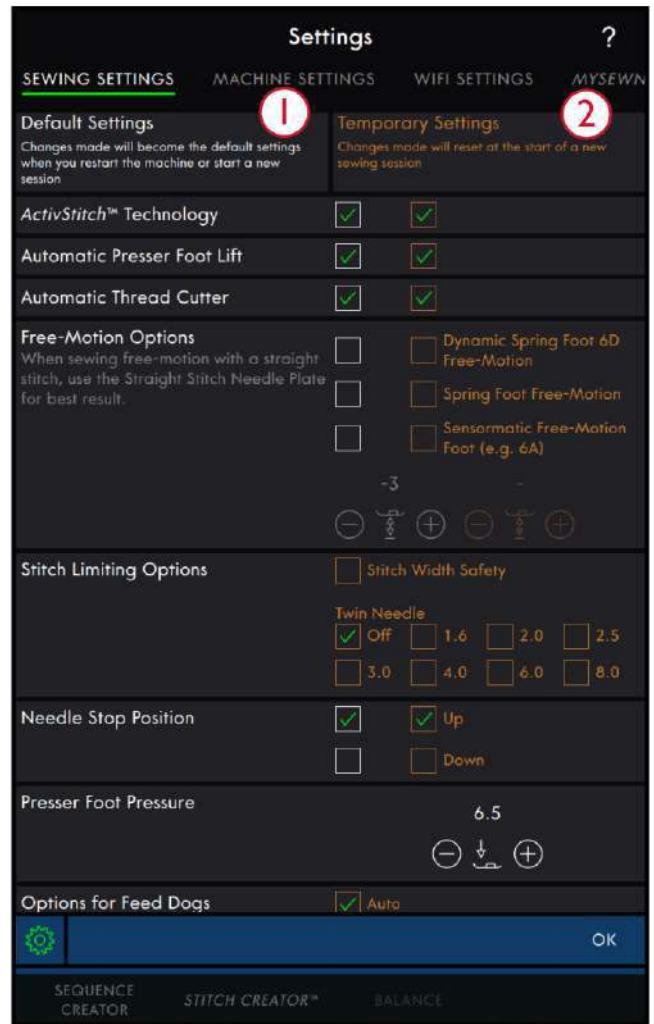 Settings
?
SEWING SETTINGS MACHINE SETTINGS WIFI SETTINGS MYSEWN
1 2
Default Settings
Changes made will become the default settings
when you restart the machine or start a new
session
Temporary Settings
Changes made will reset at the start of a new
sewing session
ActivStitch™ Technology
Automatic Presser Foot Lift
Automatic Thread Cutter
Free-Motion Options
When sewing free-motion with a straight
stitch, use the Straight Stitch Needle Plate
for best result.
Dynamic Spring Foot 6D
Free-Motion
Spring Foot Free-Motion
Sensormatic Free-Motion
Foot (e.g. 6A)
-3 -
Stitch Limiting Options
Stitch Width Safety
Twin Needle
Off 1.6 2.0 2.5
3.0 4.0 6.0 8.0
Needle Stop Position
Up
Down
Presser Foot Pressure
6.5
Options for Feed Dogs
Auto
OK
SEQUENCE
CREATOR
STITCH CREATOR™
BALANCE